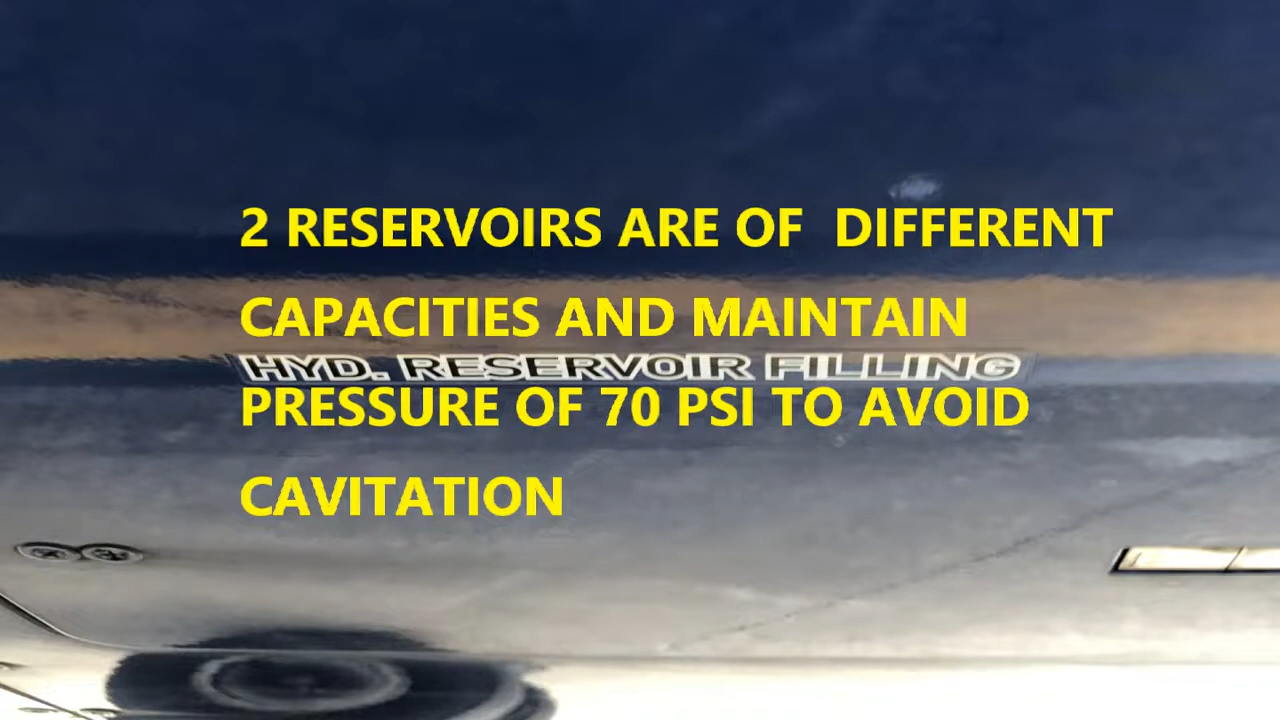 2 RESERVOIRS ARE OF DIFFERENT
CAPACITIES AND MAINTAIN
HYD. RESERVOIR FILLING
PRESSURE OF 70 PSI TO AVOID
CAVITATION